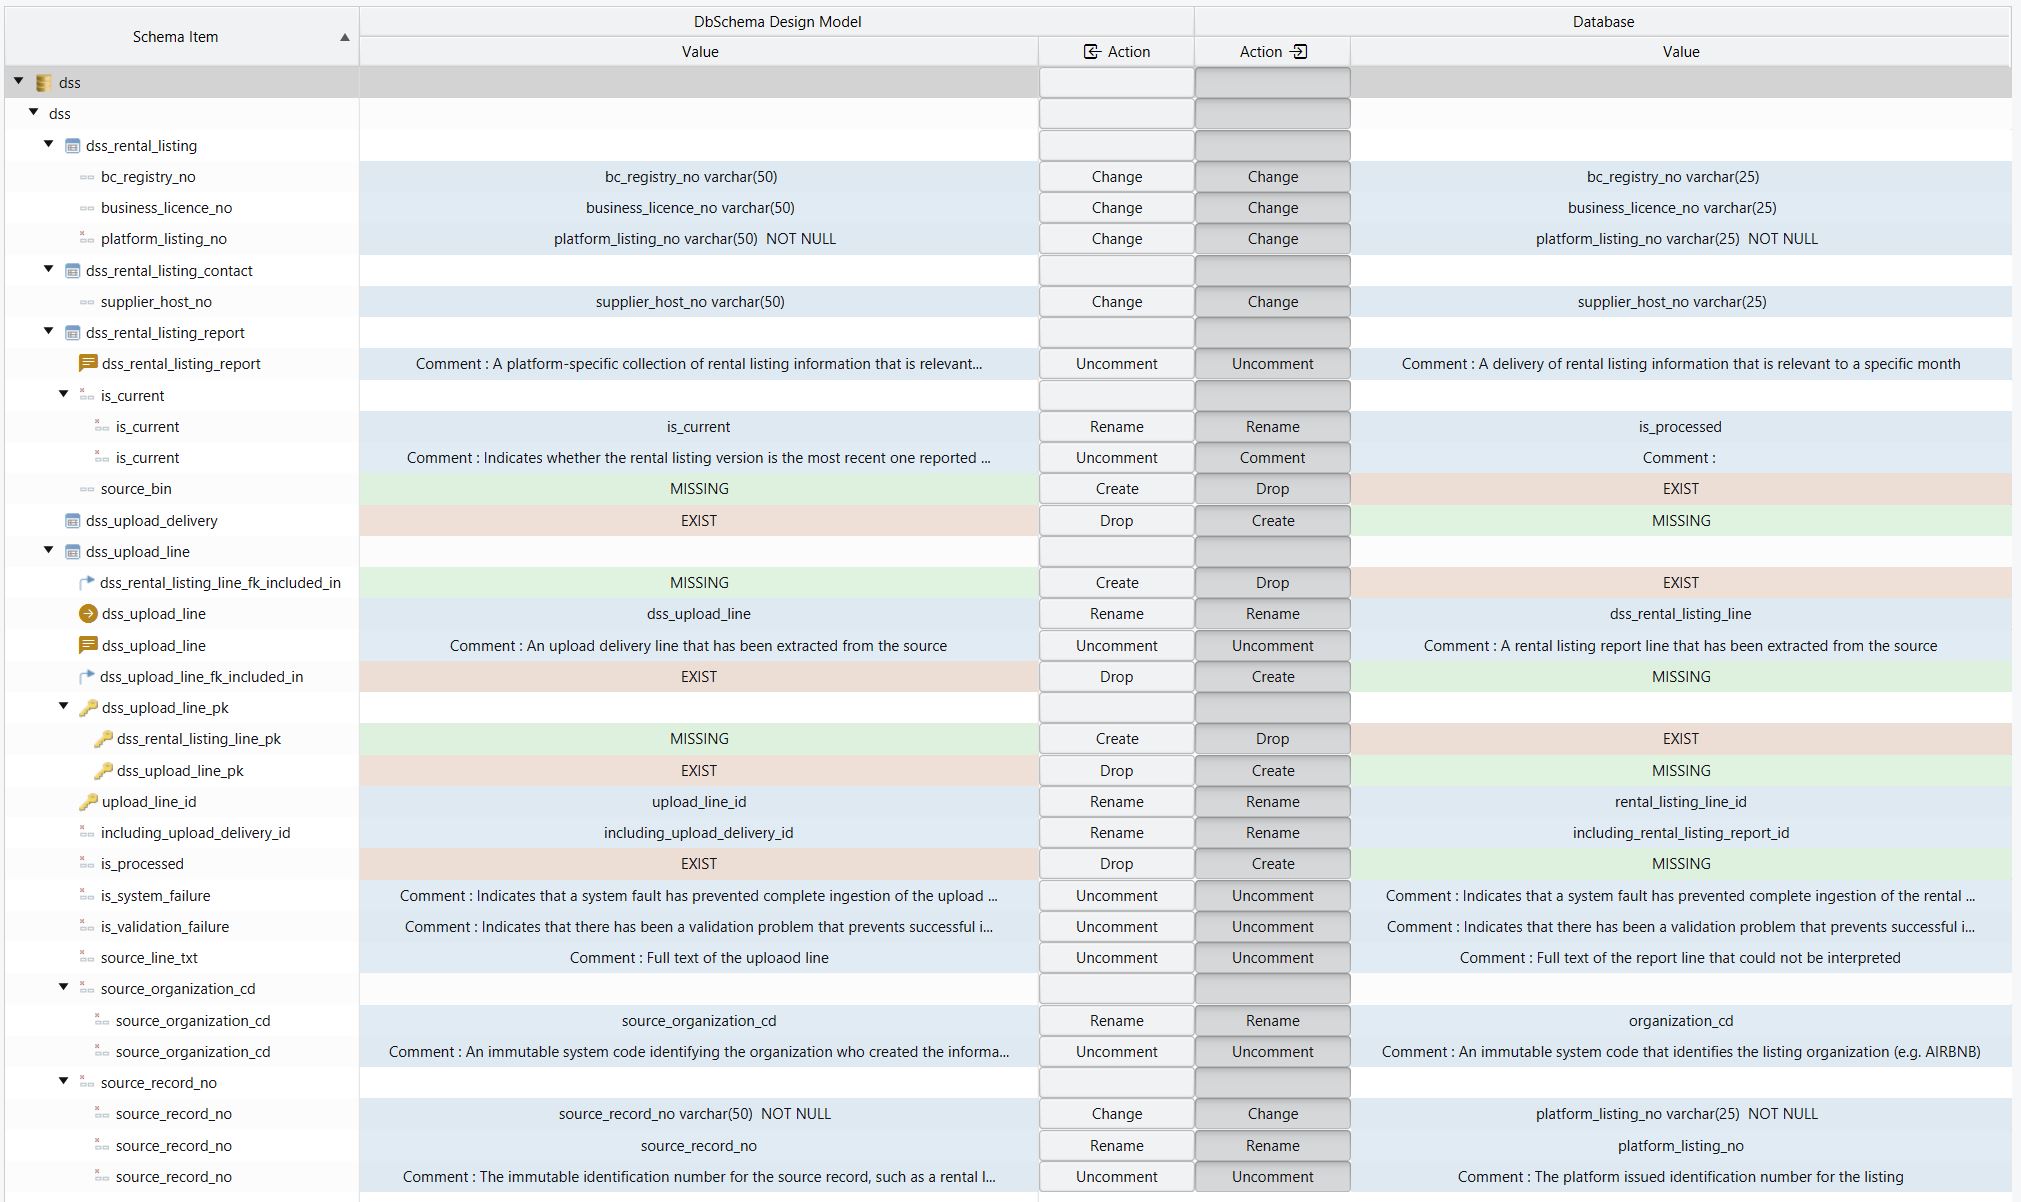 Schema Item DbSchema Design Model Database
Value Action Action Value
dss
dss
dss_rental_listing
bc_registry_no bc_registry_no varchar(50) Change Change bc_registry_no varchar(25)
business_licence_no business_licence_no varchar(50) Change Change business_licence_no varchar(25)
platform_listing_no platform_listing_no varchar(50) NOT NULL Change Change platform_listing_no varchar(25) NOT NULL
dss_rental_listing_contact
supplier_host_no supplier_host_no varchar(50) Change Change supplier_host_no varchar(25)
dss_rental_listing_report
dss_rental_listing_report Comment : A platform-specific collection of rental listing information that is relevant... Uncomment Uncomment Comment : A delivery of rental listing information that is relevant to a specific month
is_current
is_current is_current Rename Rename is_processed
is_current Comment : Indicates whether the rental listing version is the most recent one reported ... Uncomment Comment Comment :
source_bin MISSING Create Drop EXIST
dss_upload_delivery EXIST Drop Create MISSING
dss_upload_line
dss_rental_listing_line_fk_included_in MISSING Create Drop EXIST
dss_upload_line dss_upload_line Rename Rename dss_rental_listing_line
dss_upload_line Comment : An upload delivery line that has been extracted from the source Uncomment Uncomment Comment : A rental listing report line that has been extracted from the source
dss_upload_line_fk_included_in EXIST Drop Create MISSING
dss_upload_line_pk
dss_rental_listing_line_pk MISSING Create Drop EXIST
dss_upload_line_pk EXIST Drop Create MISSING
upload_line_id upload_line_id Rename Rename rental_listing_line_id
including_upload_delivery_id including_upload_delivery_id Rename Rename including_rental_listing_report_id
is_processed EXIST Drop Create MISSING
is_system_failure Comment : Indicates that a system fault has prevented complete ingestion of the upload ... Uncomment Uncomment Comment : Indicates that a system fault has prevented complete ingestion of the rental ...
is_validation_failure Comment : Indicates that there has been a validation problem that prevents successful i... Uncomment Uncomment Comment : Indicates that there has been a validation problem that prevents successful i...
source_line_txt Comment : Full text of the uploaod line Uncomment Uncomment Comment : Full text of the report line that could not be interpreted
source_organization_cd
source_organization_cd source_organization_cd Rename Rename organization_cd
source_organization_cd Comment : An immutable system code identifying the organization who created the informa... Uncomment Uncomment Comment : An immutable system code that identifies the listing organization (e.g. AIRBNB)
source_record_no
source_record_no source_record_no varchar(50) NOT NULL Change Change platform_listing_no varchar(25) NOT NULL
source_record_no source_record_no Rename Rename platform_listing_no
source_record_no Comment : The immutable identification number for the source record, such as a rental l... Uncomment Uncomment Comment : The platform issued identification number for the listing